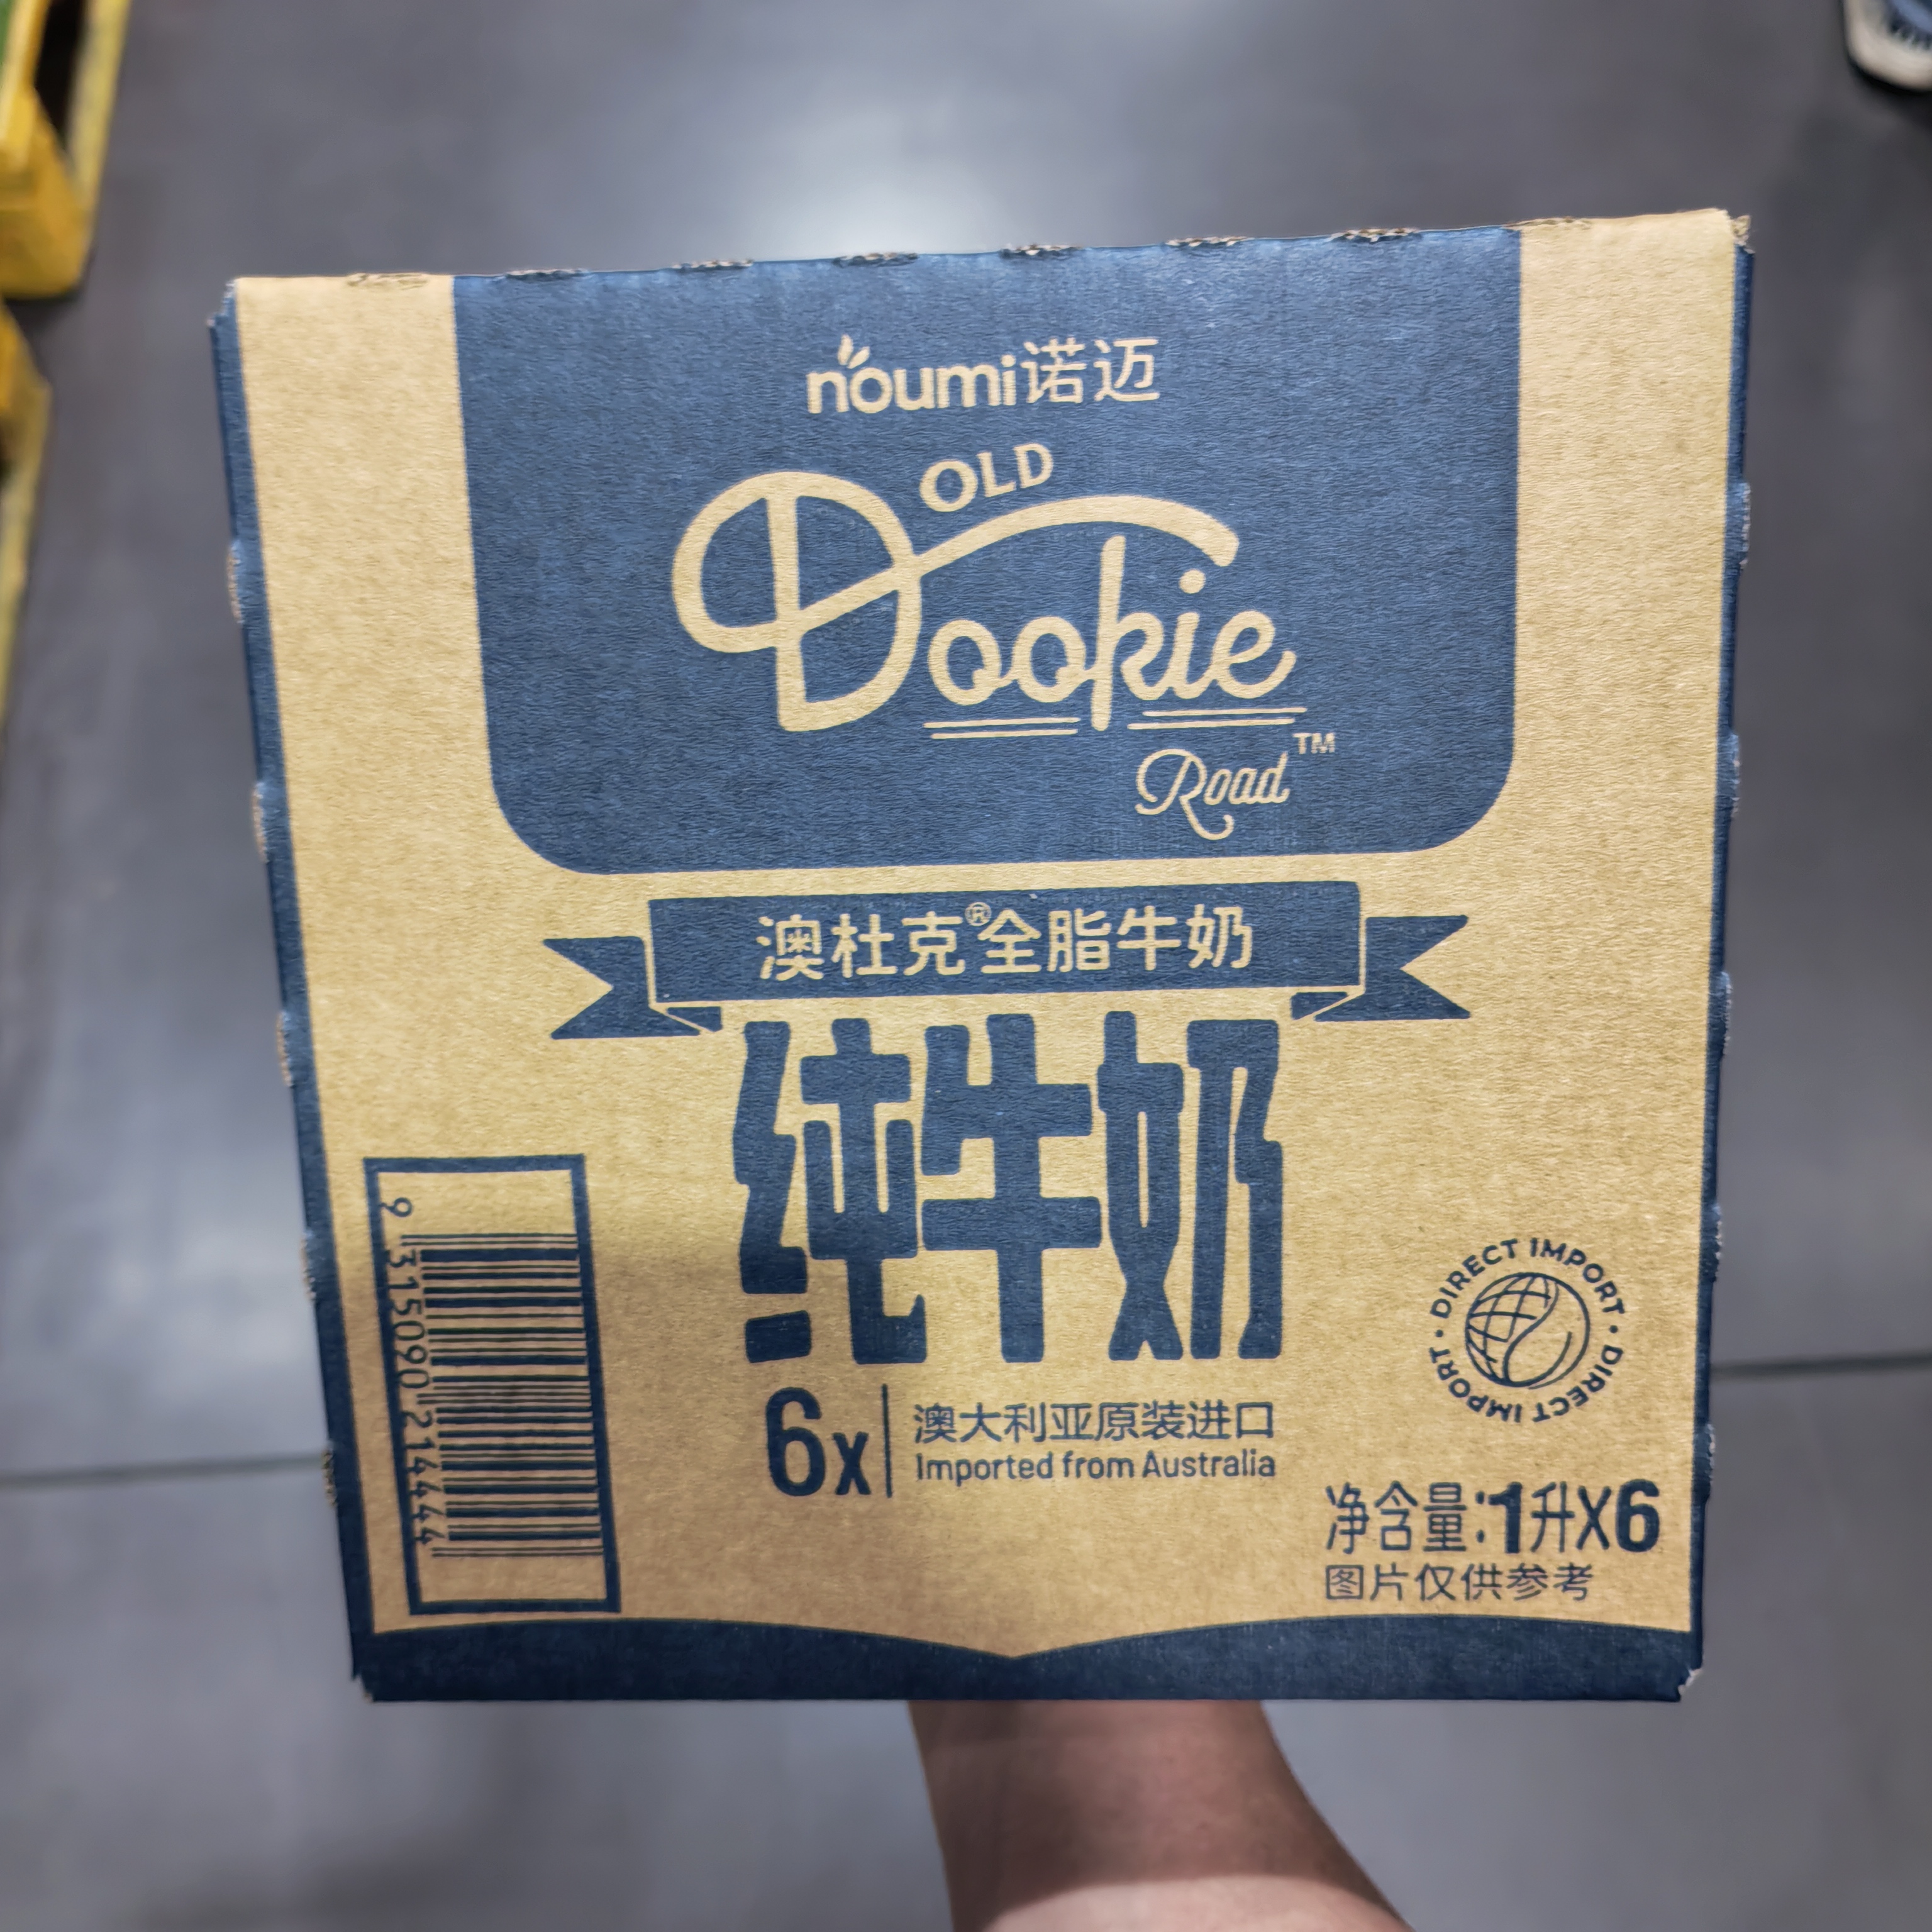 noumi诺迈
OLD
Dookie
Road™
澳杜克®全脂牛奶
纯牛奶
6x
澳大利亚原装进口
Imported from Australia
DIRECT IMPORT · DIRECT IMPORT ·
净含量:1升X6
图片仅供参考
9 315090 214444